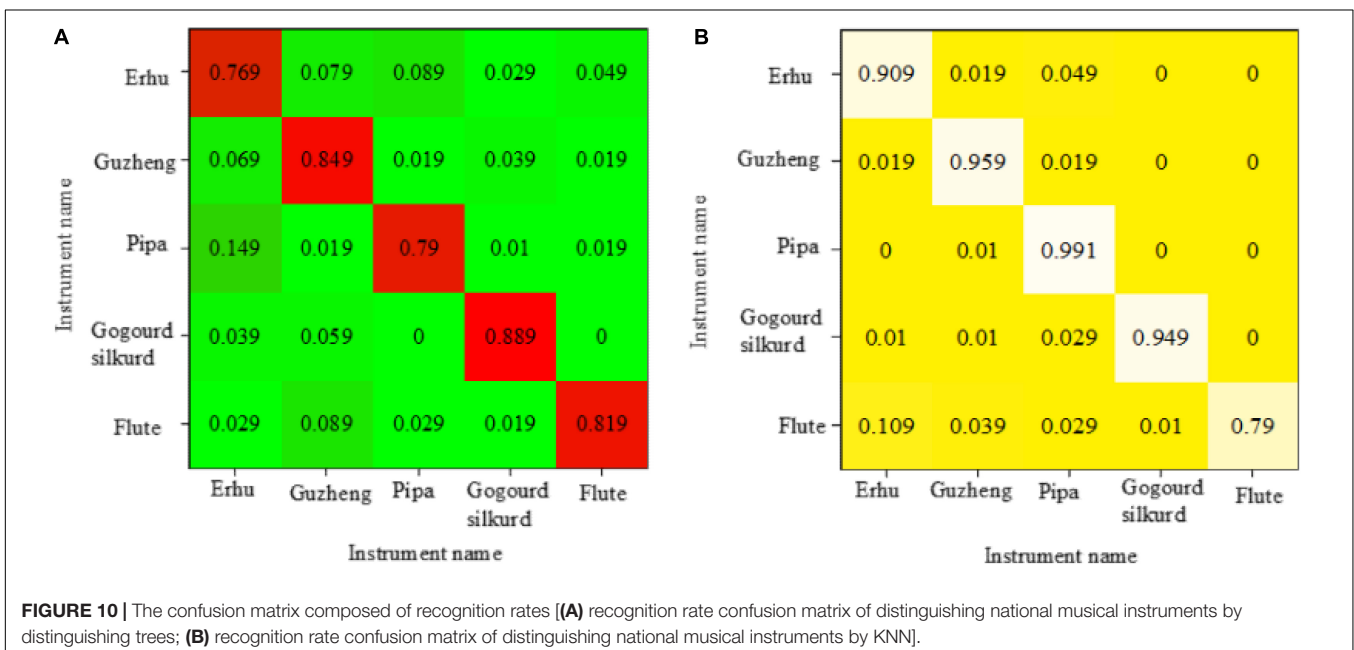 A
Erhu 0.769 0.079 0.089 0.029 0.049
Guzheng 0.069 0.849 0.019 0.039 0.019
Pipa 0.149 0.019 0.79 0.01 0.019
Gogourd
silkurd
0.039 0.059 0 0.889 0
Flute 0.029 0.089 0.029 0.019 0.819
Instrument name
Erhu Guzheng Pipa Gogourd Flute
silkurd
Instrument name
B
Erhu 0.909 0.019 0.049 0 0
Guzheng 0.019 0.959 0.019 0 0
Pipa 0 0.01 0.991 0 0
Gogourd
silkurd
0.01 0.01 0.029 0.949 0
Flute 0.109 0.039 0.029 0.01 0.79
Instrument name
Erhu Guzheng Pipa Gogourd Flute
silkurd
Instrument name
FIGURE 10 | The confusion matrix composed of recognition rates [(A) recognition rate confusion matrix of distinguishing national musical instruments by
distinguishing trees; (B) recognition rate confusion matrix of distinguishing national musical instruments by KNN].